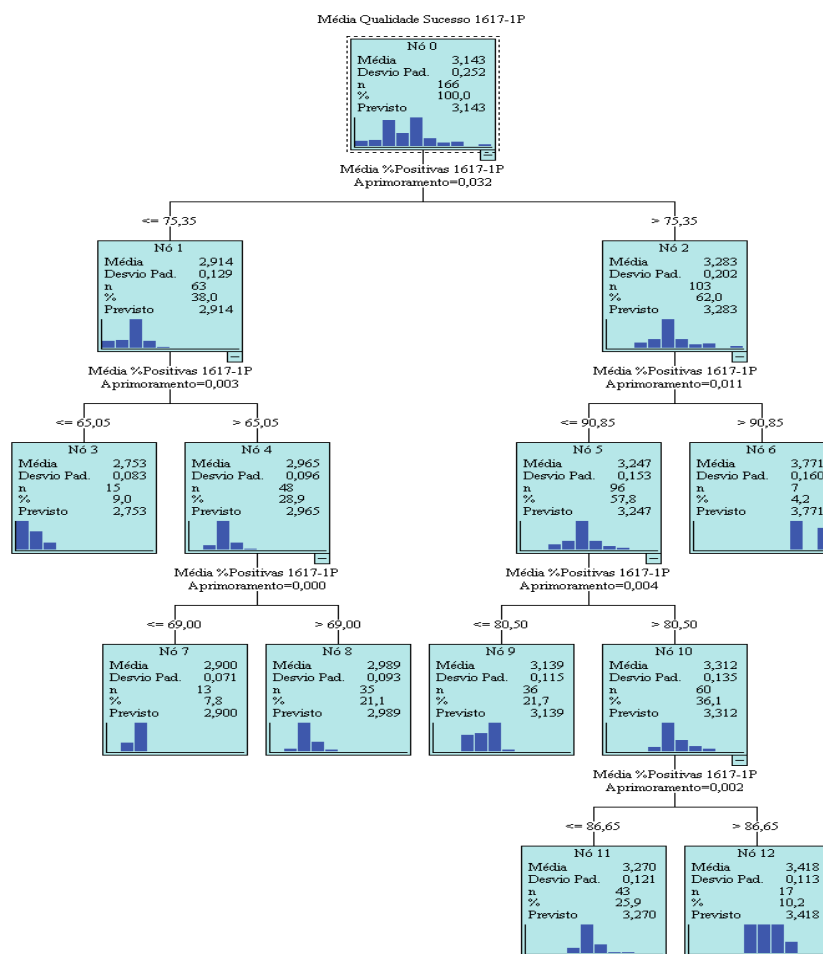 Média Qualidade Sucesso 1617-1P
Nó 0
Média 3,143
Desvio Pad. 0,252
n 166
% 100,0
Previsto 3,143
Média %Positivas 1617-1P
Aprimoramento=0,032
<= 75,35
> 75,35
Nó 1
Média 2,914
Desvio Pad. 0,129
n 63
% 38,0
Previsto 2,914
Nó 2
Média 3,283
Desvio Pad. 0,202
n 103
% 62,0
Previsto 3,283
Média %Positivas 1617-1P
Aprimoramento=0,003
Média %Positivas 1617-1P
Aprimoramento=0,011
<= 65,05
> 65,05
<= 90,85
> 90,85
Nó 3
Média 2,753
Desvio Pad. 0,083
n 15
% 9,0
Previsto 2,753
Nó 4
Média 2,965
Desvio Pad. 0,096
n 48
% 28,9
Previsto 2,965
Nó 5
Média 3,247
Desvio Pad. 0,153
n 96
% 57,8
Previsto 3,247
Nó 6
Média 3,771
Desvio Pad. 0,160
n 7
% 4,2
Previsto 3,771
Média %Positivas 1617-1P
Aprimoramento=0,000
Média %Positivas 1617-1P
Aprimoramento=0,004
<= 69,00
> 69,00
<= 80,50
> 80,50
Nó 7
Média 2,900
Desvio Pad. 0,071
n 13
% 7,8
Previsto 2,900
Nó 8
Média 2,989
Desvio Pad. 0,093
n 35
% 21,1
Previsto 2,989
Nó 9
Média 3,139
Desvio Pad. 0,115
n 36
% 21,7
Previsto 3,139
Nó 10
Média 3,312
Desvio Pad. 0,135
n 60
% 36,1
Previsto 3,312
Média %Positivas 1617-1P
Aprimoramento=0,002
<= 86,65
> 86,65
Nó 11
Média 3,270
Desvio Pad. 0,121
n 43
% 25,9
Previsto 3,270
Nó 12
Média 3,418
Desvio Pad. 0,113
n 17
% 10,2
Previsto 3,418